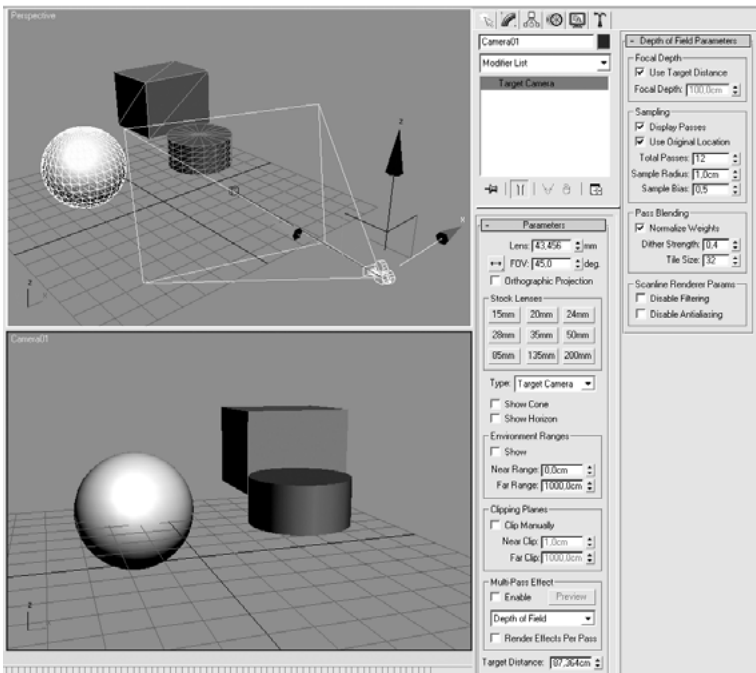 Perspective
z
x
z
Camera01
z
Camera01
Modifier List
Target Camera
- Parameters
Lens: 43,456 mm
FOV: 45,0 deg.
Orthographic Projection
Stock Lenses
15mm 20mm 24mm
28mm 35mm 50mm
85mm 135mm 200mm
Type: Target Camera
Show Cone
Show Horizon
Environment Ranges
Show
Near Range: 0,0cm
Far Range: 1000,0cm
Clipping Planes
Clip Manually
Near Clip: 1,0cm
Far Clip: 1000,0cm
Multi-Pass Effect
Enable Preview
Depth of Field
Render Effects Per Pass
Target Distance: 87,364cm
- Depth of Field Parameters
Focal Depth
Use Target Distance
Focal Depth: 100,0cm
Sampling
Display Passes
Use Original Location
Total Passes: 12
Sample Radius: 1,0cm
Sample Bias: 0,5
Pass Blending
Normalize Weights
Dither Strength: 0,4
Tile Size: 32
Scanline Renderer Params
Disable Filtering
Disable Antialiasing